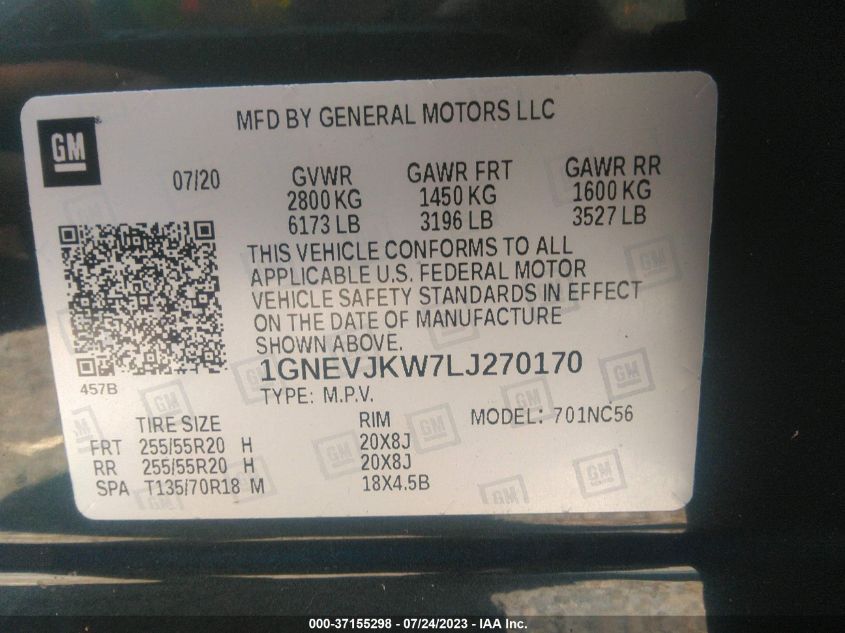 MFD BY GENERAL MOTORS LLC
GM
07/20 GVWR GAWR FRT GAWR RR
2800 KG 1450 KG 1600 KG
6173 LB 3196 LB 3527 LB
THIS VEHICLE CONFORMS TO ALL
APPLICABLE U.S. FEDERAL MOTOR
VEHICLE SAFETY STANDARDS IN EFFECT
ON THE DATE OF MANUFACTURE
SHOWN ABOVE.
1GNEVJKW7LJ270170
457B
TYPE: M.P.V.
TIRE SIZE RIM MODEL: 701NC56
FRT 255/55R20 H 20X8J
RR 255/55R20 H 20X8J
SPA T135/70R18 M 18X4.5B
000-37155298 - 07/24/2023 - IAA Inc.